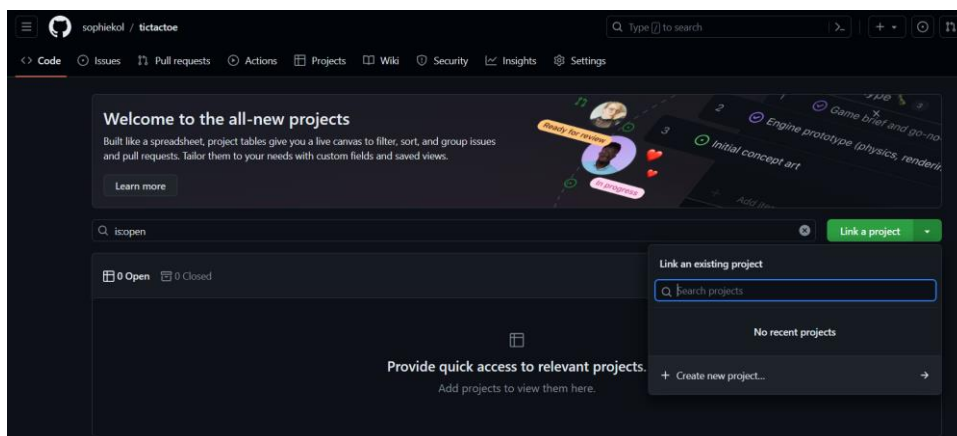 sophiekol / tictactoe
Type / to search
Code Issues Pull requests Actions Projects Wiki Security Insights Settings
Welcome to the all-new projects
Built like a spreadsheet, project tables give you a live canvas to filter, sort, and group issues
and pull requests. Tailor them to your needs with custom fields and saved views.
Learn more
Ready for review
In progress
2
3
Game brief and go-no-
Engine prototype (physics, renderin
Initial concept art
Add
is:open
Link a project
0 Open 0 Closed
Link an existing project
Search projects
No recent projects
+ Create new project...
Provide quick access to relevant projects.
Add projects to view them here.